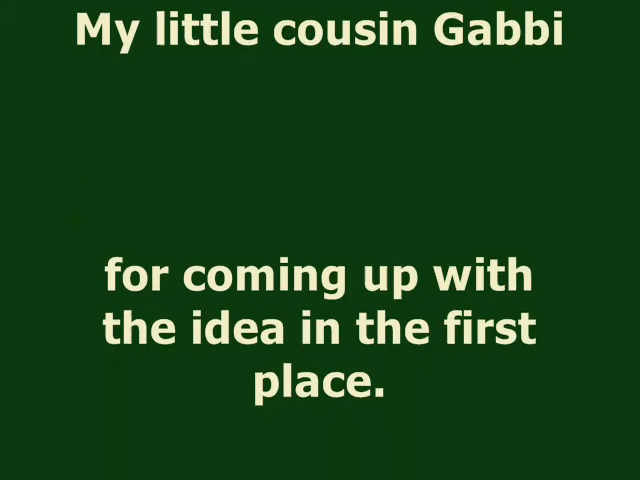 My little cousin Gabbi
for coming up with
the idea in the first
place.